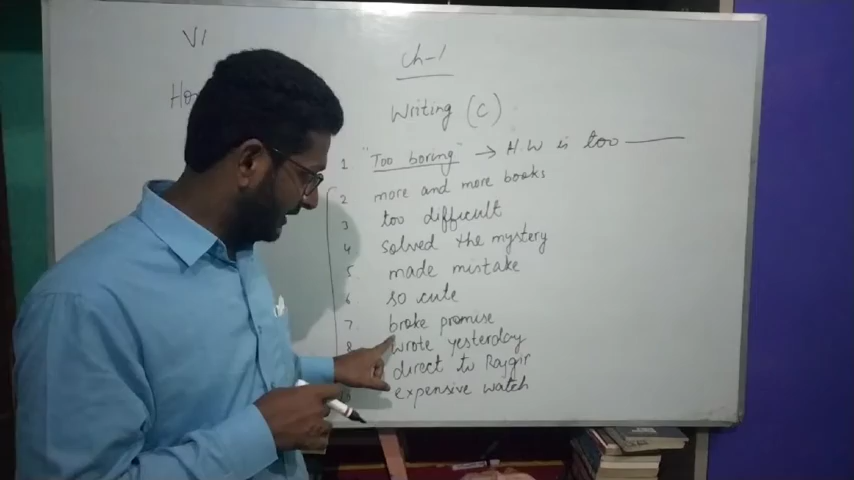 VI
Ch-1
Writing (C)
1 "Too boring" → H.W is too ———
2 more and more books
3 too difficult
4 solved the mystery
5. made mistake
6 so cute
7. broke promise
8 wrote yesterday
direct to Rajgir
expensive watch